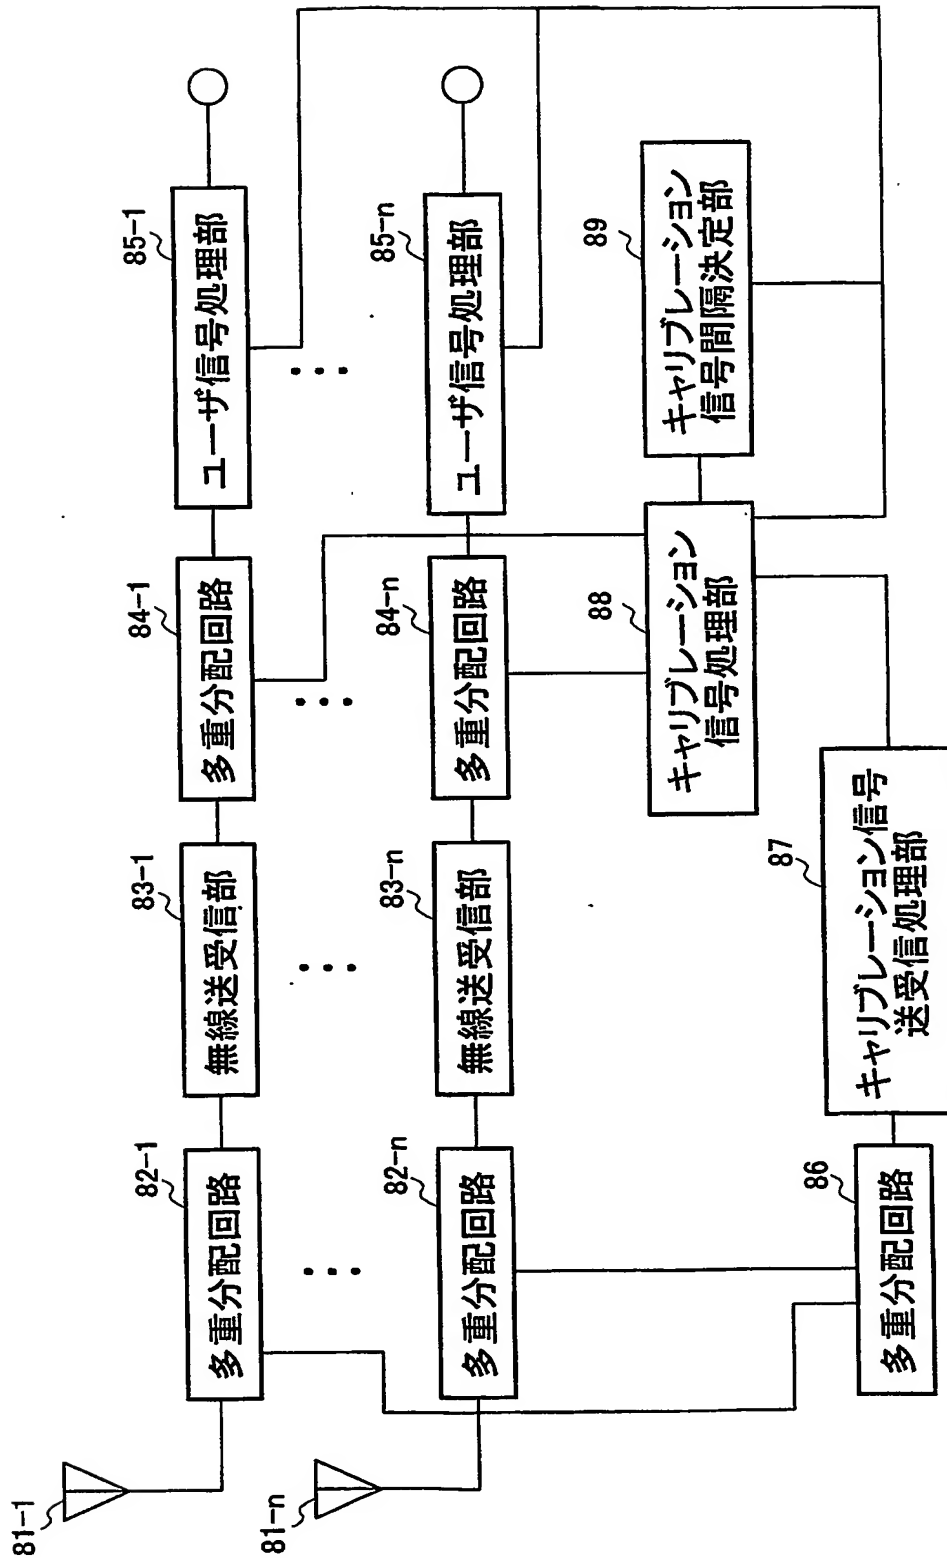 81-1
82-1
多重分配回路
83-1
無線送受信部
84-1
多重分配回路
85-1
ユーザ信号処理部
81-n
82-n
多重分配回路
83-n
無線送受信部
84-n
多重分配回路
85-n
ユーザ信号処理部
86
多重分配回路
87
キャリブレーション信号
送受信処理部
88
キャリブレーション
信号処理部
89
キャリブレーション
信号間隔決定部